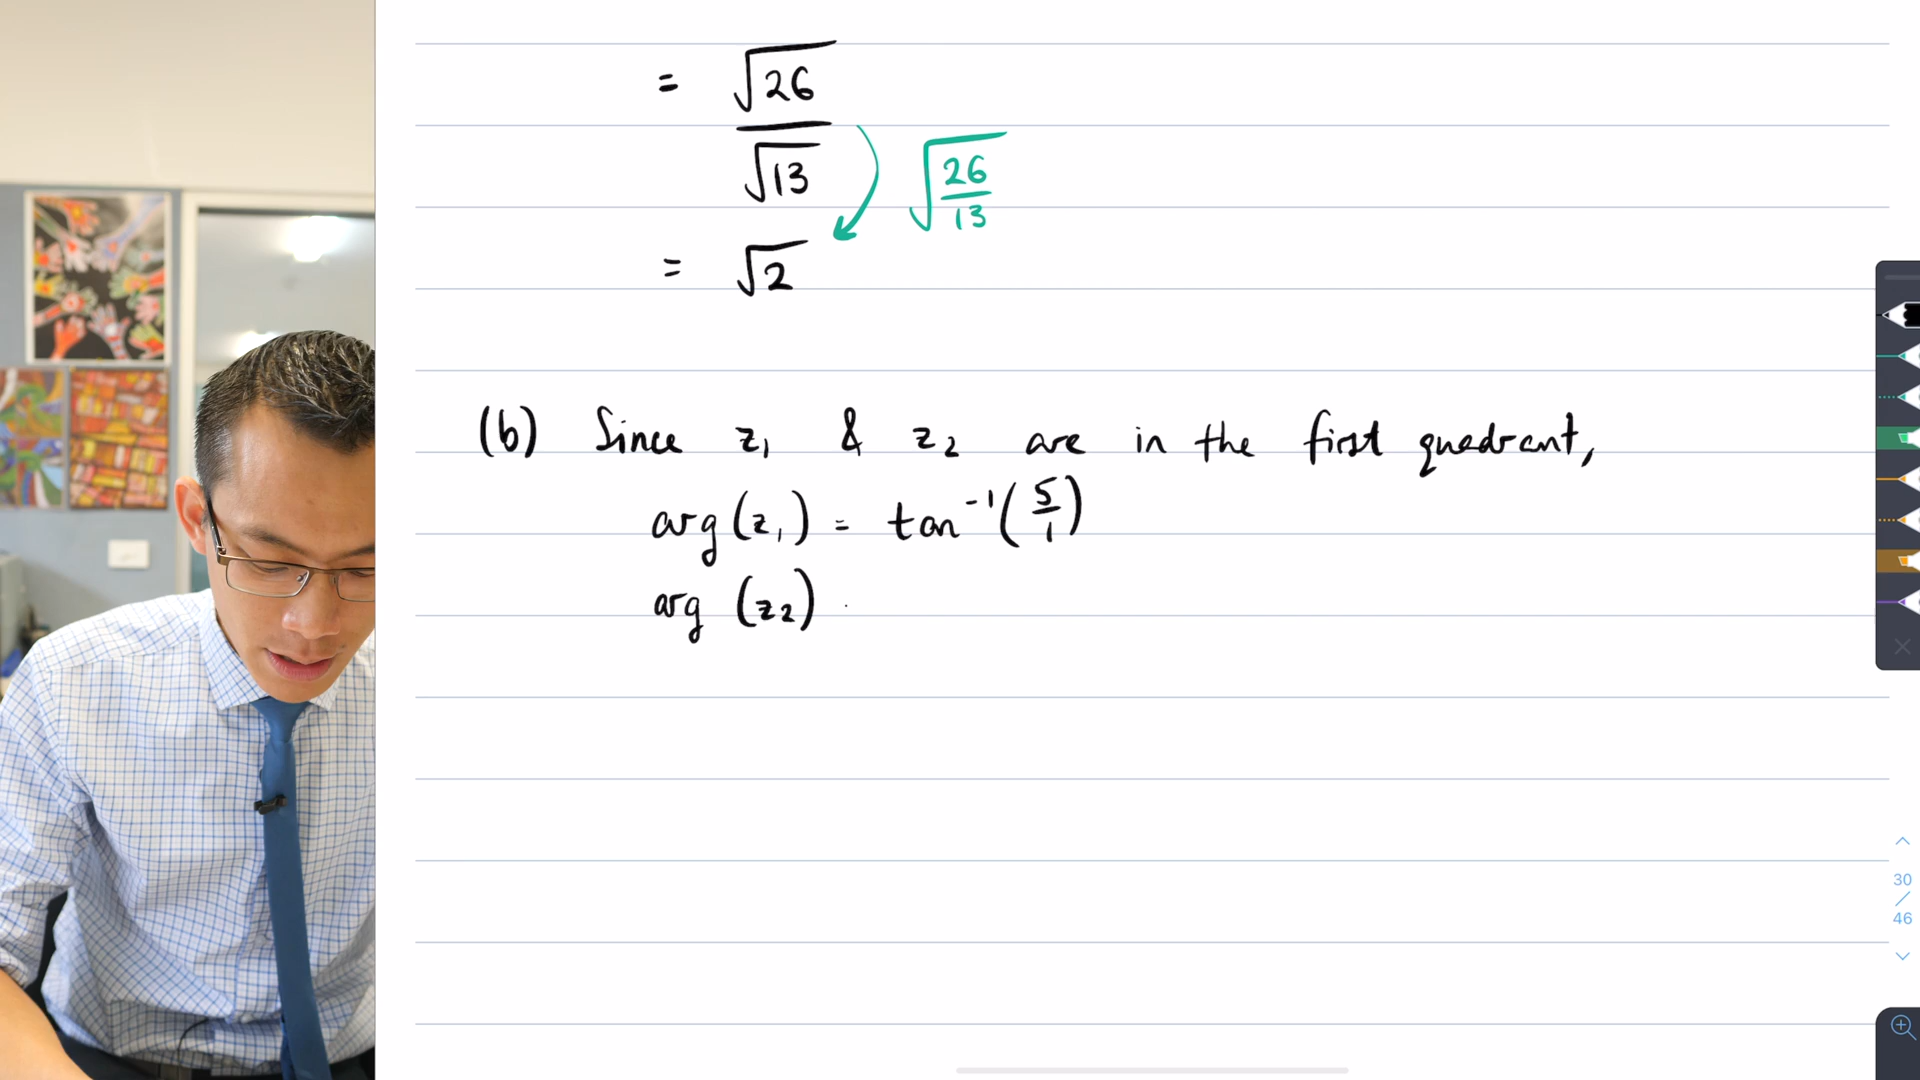 = √26 / √13
√(26/13)
= √2
(b) Since z₁ & z₂ are in the first quadrant,
arg(z₁) = tan⁻¹(5/1)
arg (z₂)
30
/
46